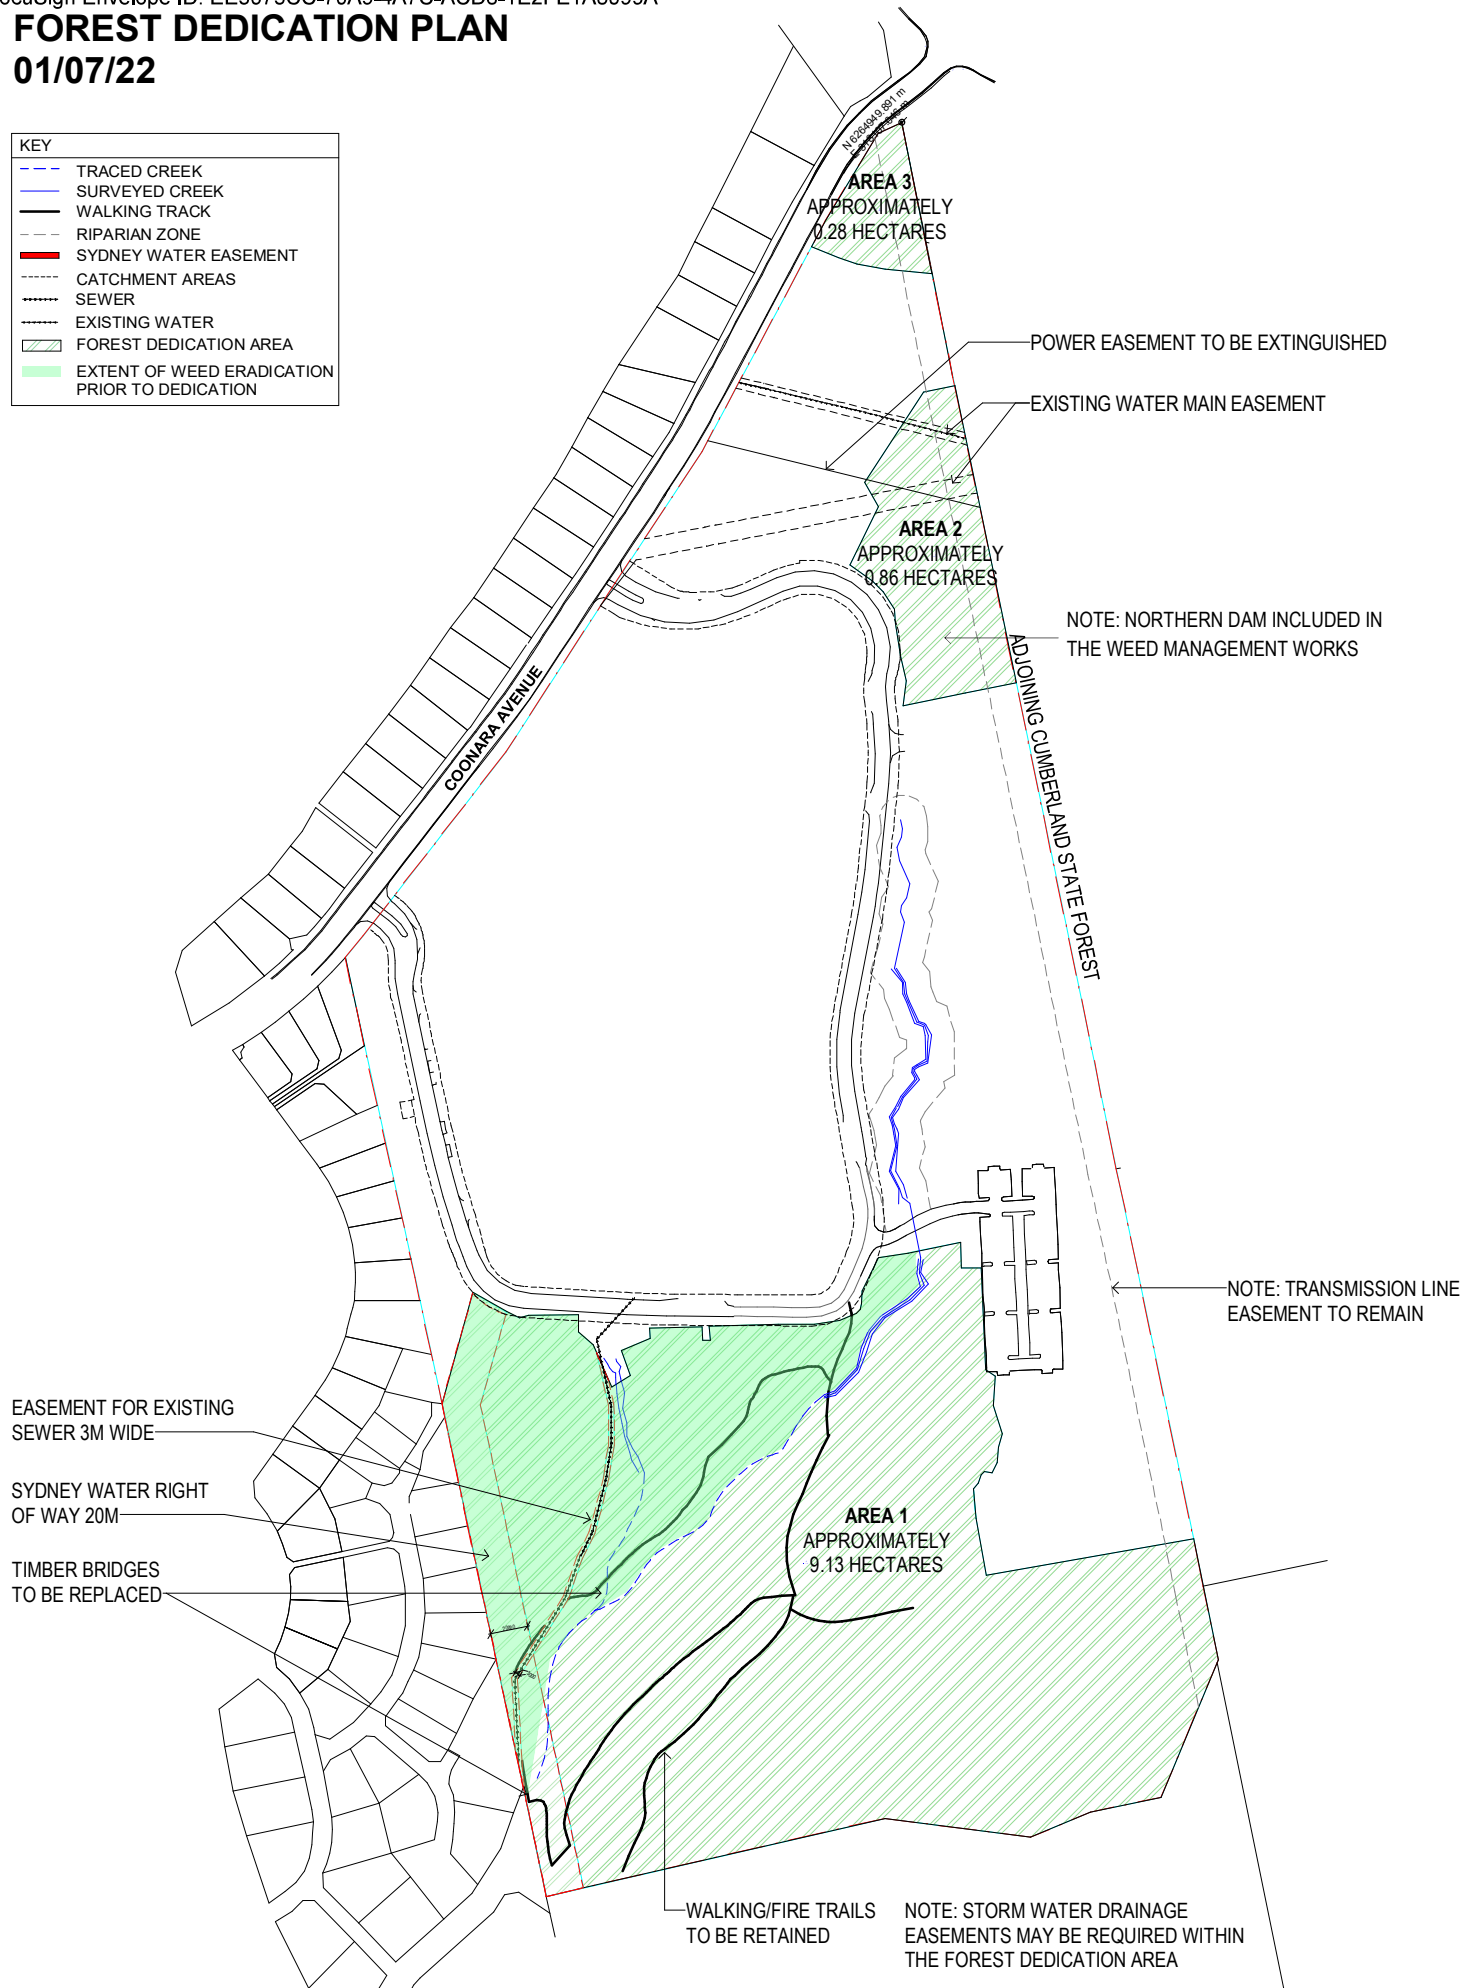 FOREST DEDICATION PLAN
01/07/22
KEY
TRACED CREEK
SURVEYED CREEK
WALKING TRACK
RIPARIAN ZONE
SYDNEY WATER EASEMENT
CATCHMENT AREAS
SEWER
EXISTING WATER
FOREST DEDICATION AREA
EXTENT OF WEED ERADICATION
PRIOR TO DEDICATION
N 6264949.891 m
AREA 3
APPROXIMATELY
0.28 HECTARES
POWER EASEMENT TO BE EXTINGUISHED
EXISTING WATER MAIN EASEMENT
AREA 2
APPROXIMATELY
0.86 HECTARES
NOTE: NORTHERN DAM INCLUDED IN
THE WEED MANAGEMENT WORKS
ADJOINING CUMBERLAND STATE FOREST
COONARA AVENUE
NOTE: TRANSMISSION LINE
EASEMENT TO REMAIN
EASEMENT FOR EXISTING
SEWER 3M WIDE
SYDNEY WATER RIGHT
OF WAY 20M
TIMBER BRIDGES
TO BE REPLACED
AREA 1
APPROXIMATELY
9.13 HECTARES
WALKING/FIRE TRAILS
TO BE RETAINED
NOTE: STORM WATER DRAINAGE
EASEMENTS MAY BE REQUIRED WITHIN
THE FOREST DEDICATION AREA